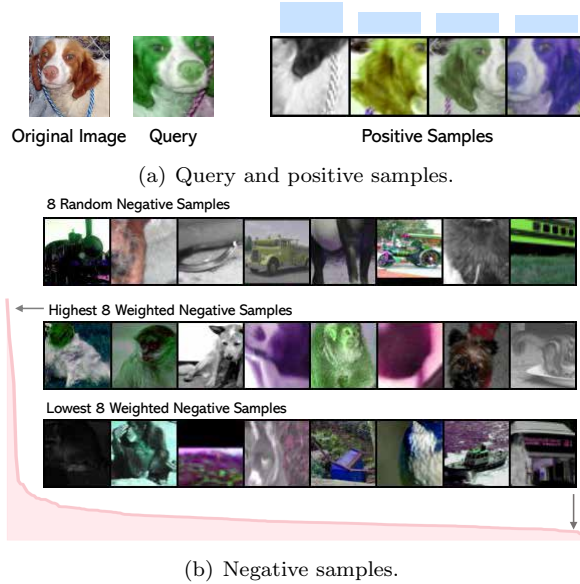 Original Image
Query
Positive Samples
(a) Query and positive samples.
8 Random Negative Samples
Highest 8 Weighted Negative Samples
Lowest 8 Weighted Negative Samples
(b) Negative samples.